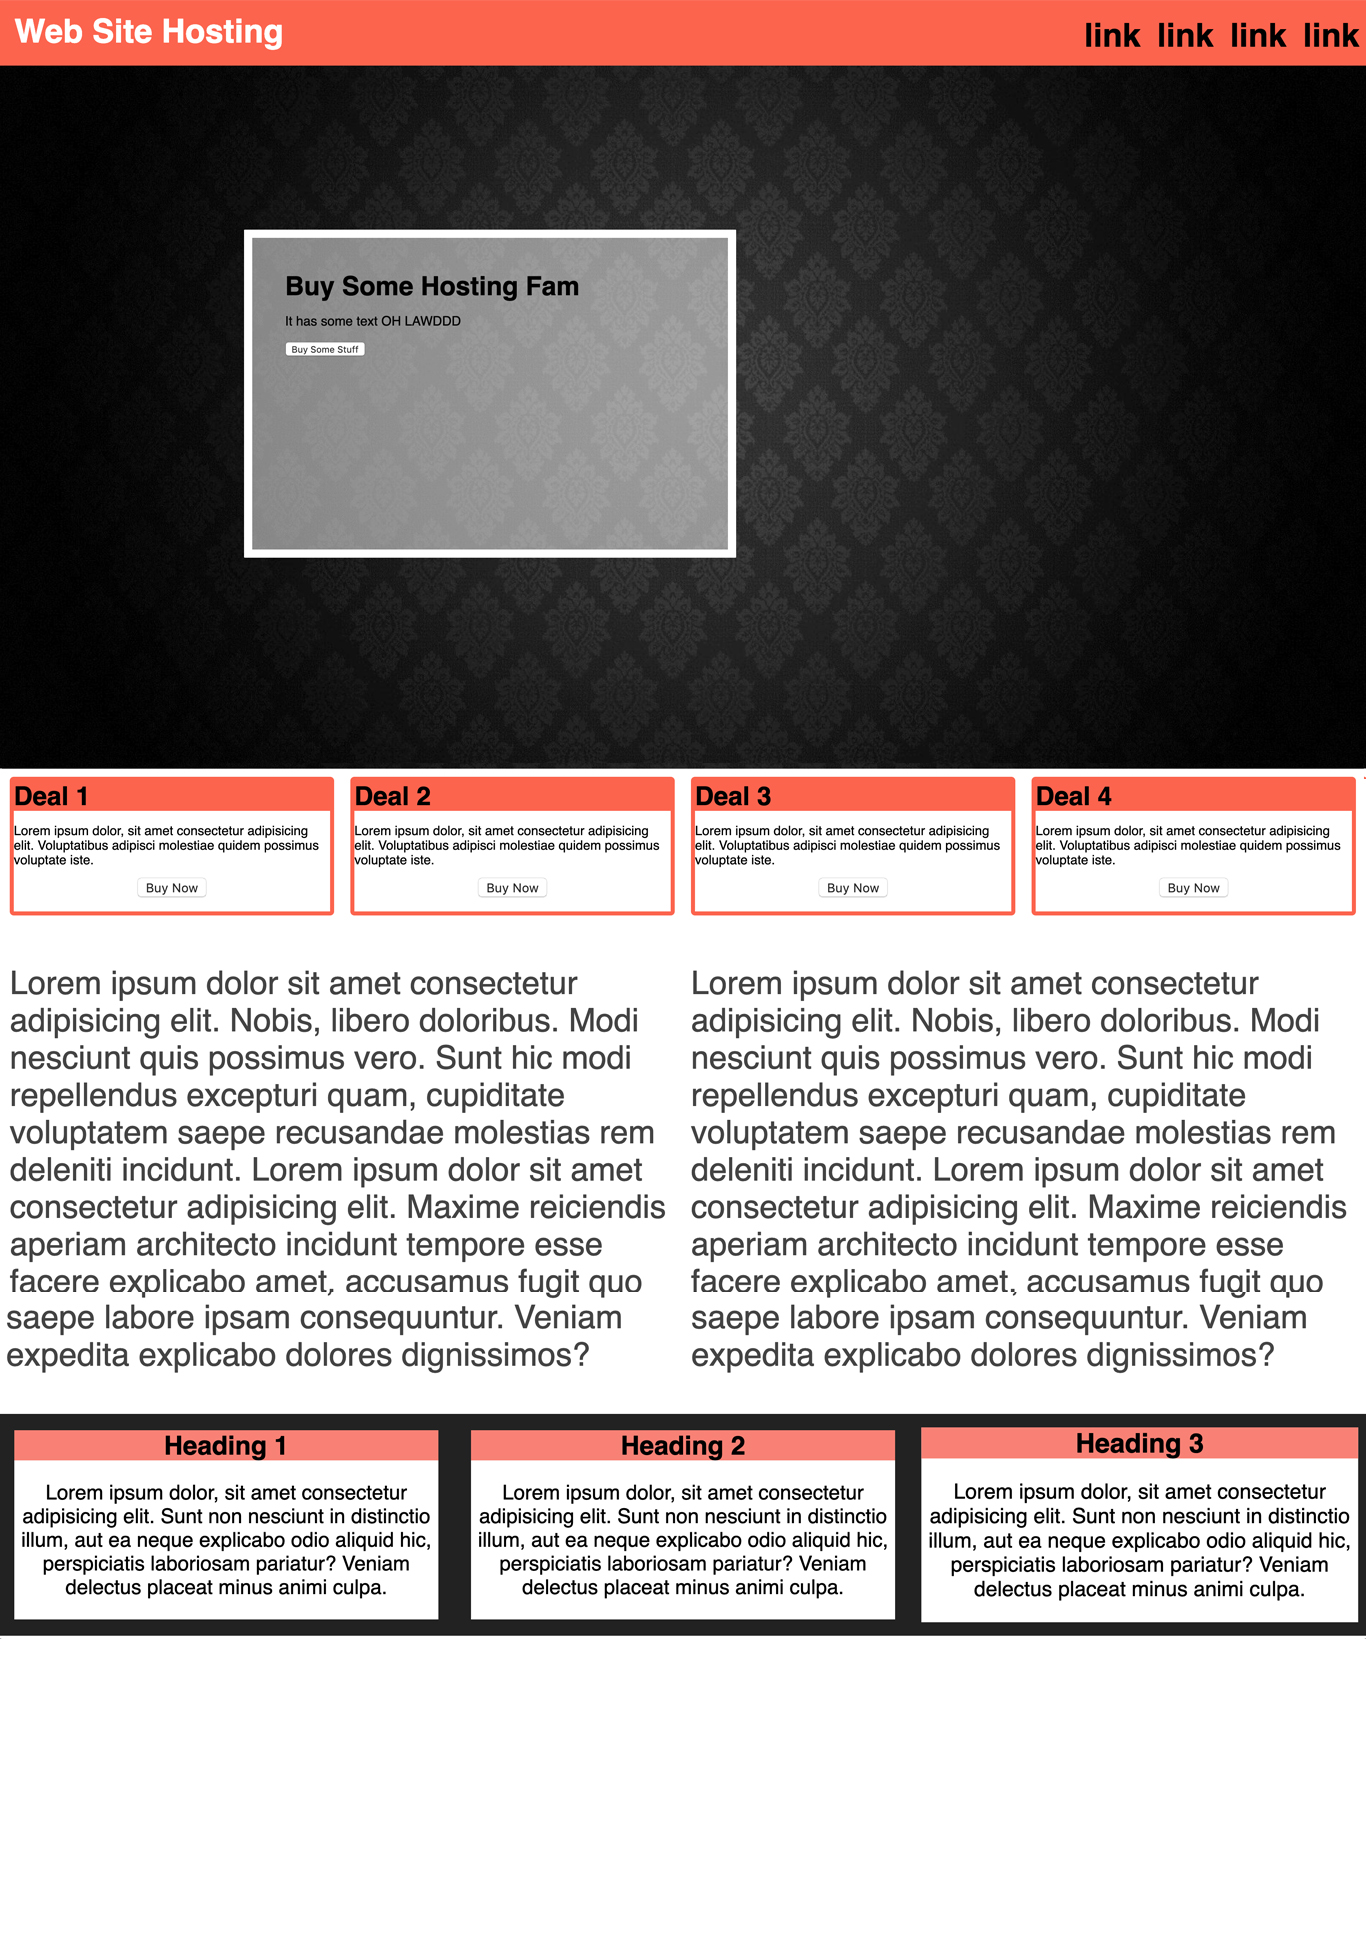 Web Site Hosting
link link link link
Buy Some Hosting Fam
It has some text OH LAWDDD
Buy Some Stuff
Deal 1
Lorem ipsum dolor, sit amet consectetur adipisicing
elit. Voluptatibus adipisci molestiae quidem possimus
voluptate iste.
Buy Now
Deal 2
Lorem ipsum dolor, sit amet consectetur adipisicing
elit. Voluptatibus adipisci molestiae quidem possimus
voluptate iste.
Buy Now
Deal 3
Lorem ipsum dolor, sit amet consectetur adipisicing
elit. Voluptatibus adipisci molestiae quidem possimus
voluptate iste.
Buy Now
Deal 4
Lorem ipsum dolor, sit amet consectetur adipisicing
elit. Voluptatibus adipisci molestiae quidem possimus
voluptate iste.
Buy Now
Lorem ipsum dolor sit amet consectetur
adipisicing elit. Nobis, libero doloribus. Modi
nesciunt quis possimus vero. Sunt hic modi
repellendus excepturi quam, cupiditate
voluptatem saepe recusandae molestias rem
deleniti incidunt. Lorem ipsum dolor sit amet
consectetur adipisicing elit. Maxime reiciendis
aperiam architecto incidunt tempore esse
facere explicabo amet, accusamus fugit quo
saepe labore ipsam consequuntur. Veniam
expedita explicabo dolores dignissimos?
Lorem ipsum dolor sit amet consectetur
adipisicing elit. Nobis, libero doloribus. Modi
nesciunt quis possimus vero. Sunt hic modi
repellendus excepturi quam, cupiditate
voluptatem saepe recusandae molestias rem
deleniti incidunt. Lorem ipsum dolor sit amet
consectetur adipisicing elit. Maxime reiciendis
aperiam architecto incidunt tempore esse
facere explicabo amet, accusamus fugit quo
saepe labore ipsam consequuntur. Veniam
expedita explicabo dolores dignissimos?
Heading 1
Lorem ipsum dolor, sit amet consectetur
adipisicing elit. Sunt non nesciunt in distinctio
illum, aut ea neque explicabo odio aliquid hic,
perspiciatis laboriosam pariatur? Veniam
delectus placeat minus animi culpa.
Heading 2
Lorem ipsum dolor, sit amet consectetur
adipisicing elit. Sunt non nesciunt in distinctio
illum, aut ea neque explicabo odio aliquid hic,
perspiciatis laboriosam pariatur? Veniam
delectus placeat minus animi culpa.
Heading 3
Lorem ipsum dolor, sit amet consectetur
adipisicing elit. Sunt non nesciunt in distinctio
illum, aut ea neque explicabo odio aliquid hic,
perspiciatis laboriosam pariatur? Veniam
delectus placeat minus animi culpa.